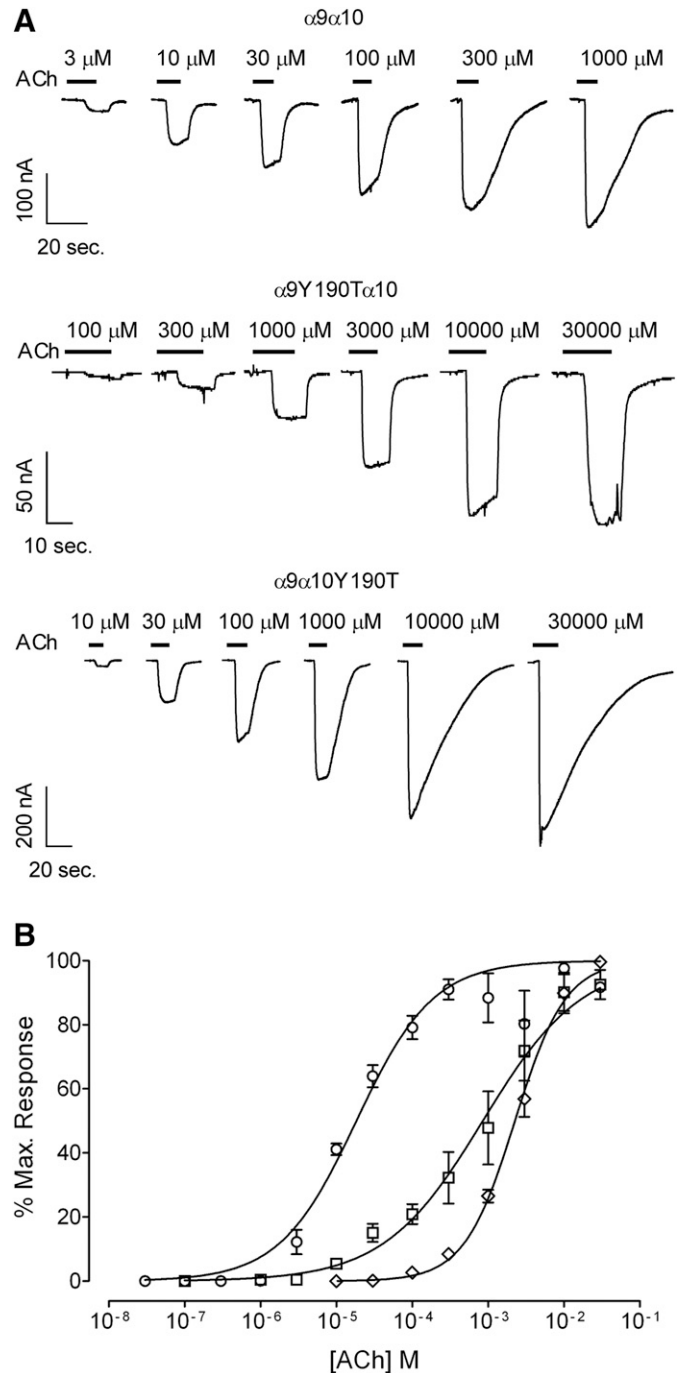 A
α9α10
3 μM 10 μM 30 μM 100 μM 300 μM 1000 μM
ACh
100 nA
20 sec.
α9Y190Tα10
100 μM 300 μM 1000 μM 3000 μM 10000 μM 30000 μM
ACh
50 nA
10 sec.
α9α10Y190T
10 μM 30 μM 100 μM 1000 μM 10000 μM 30000 μM
ACh
200 nA
20 sec.
B
% Max. Response
100
80
60
40
20
0
10⁻⁸ 10⁻⁷ 10⁻⁶ 10⁻⁵ 10⁻⁴ 10⁻³ 10⁻² 10⁻¹
[ACh] M